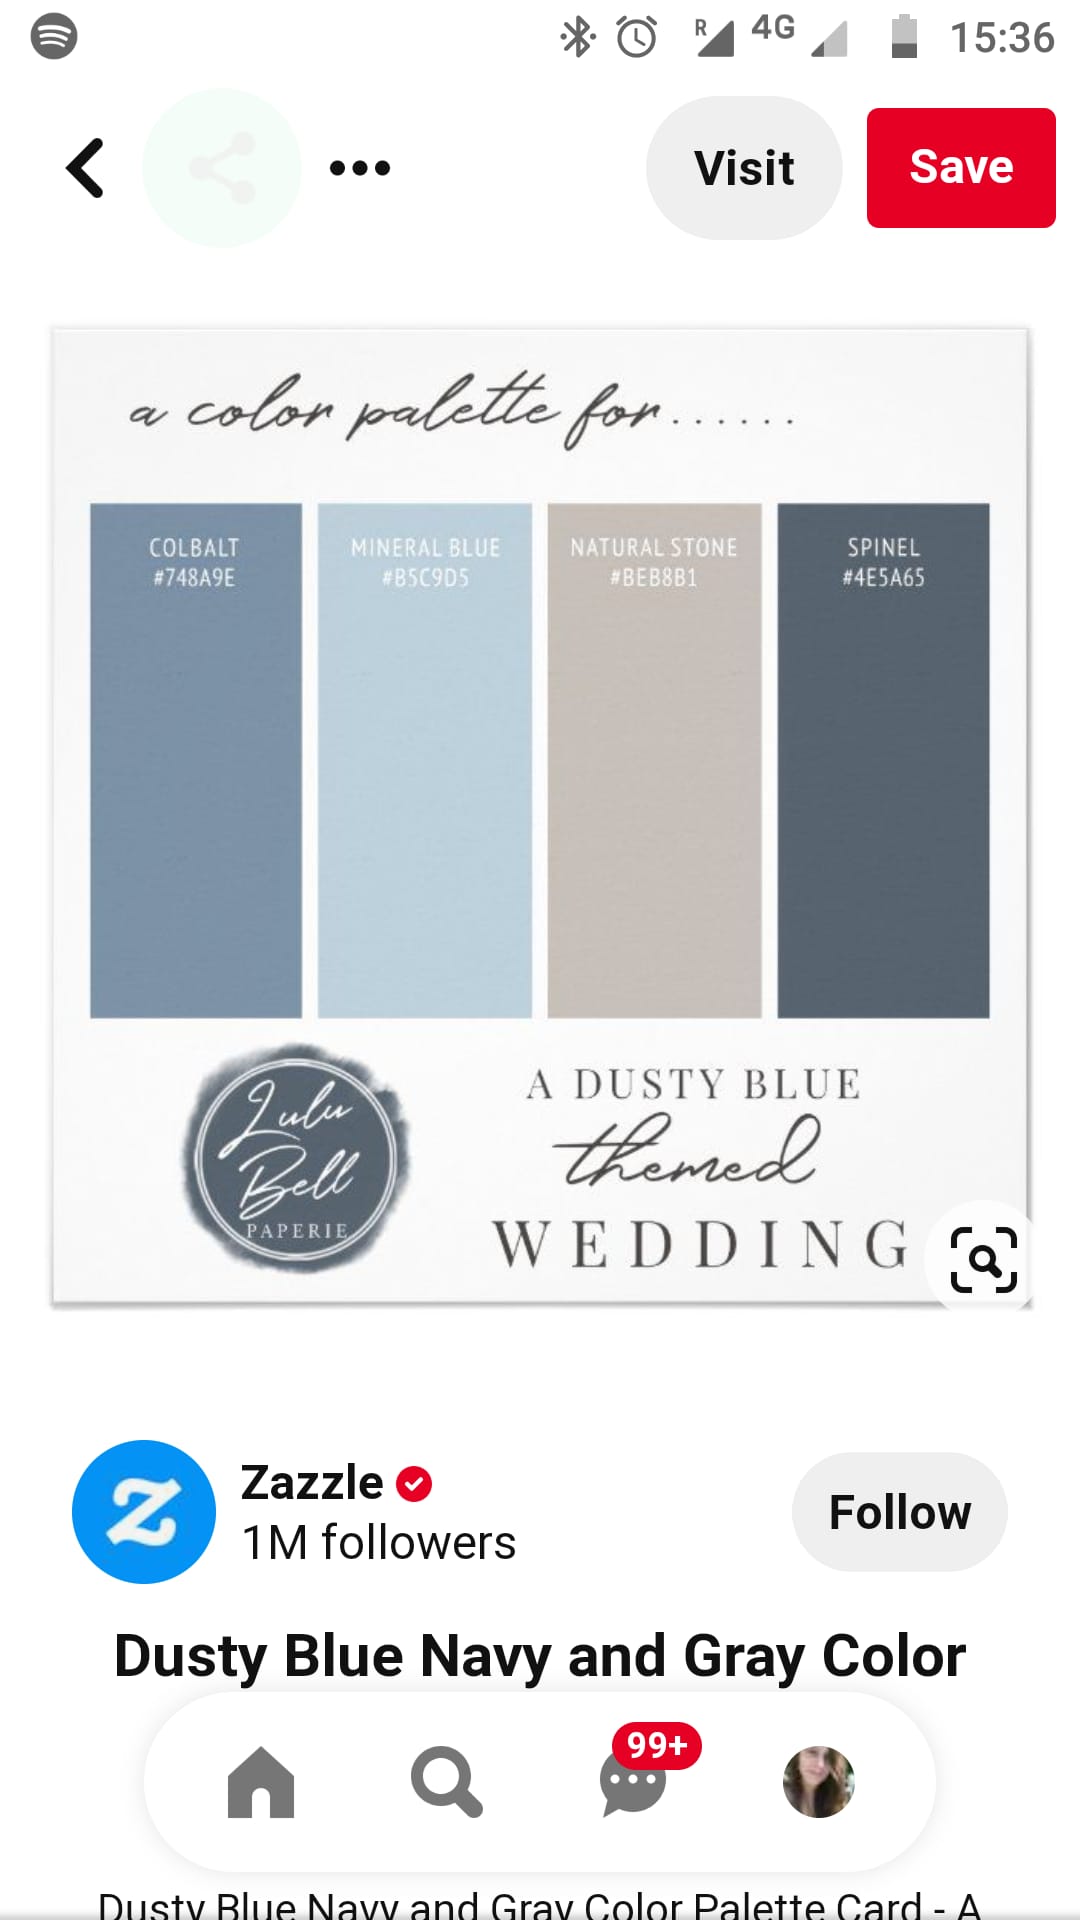 R 4G 15:36
Visit
Save
a color palette for......
COLBALT
#748A9E
MINERAL BLUE
#B5C9D5
NATURAL STONE
#BEB8B1
SPINEL
#4E5A65
Lulu
Bell
PAPERIE
A DUSTY BLUE
themed
WEDDING
Z
Zazzle
1M followers
Follow
Dusty Blue Navy and Gray Color
99+
Dusty Blue Navy and Gray Color Palette Card - A